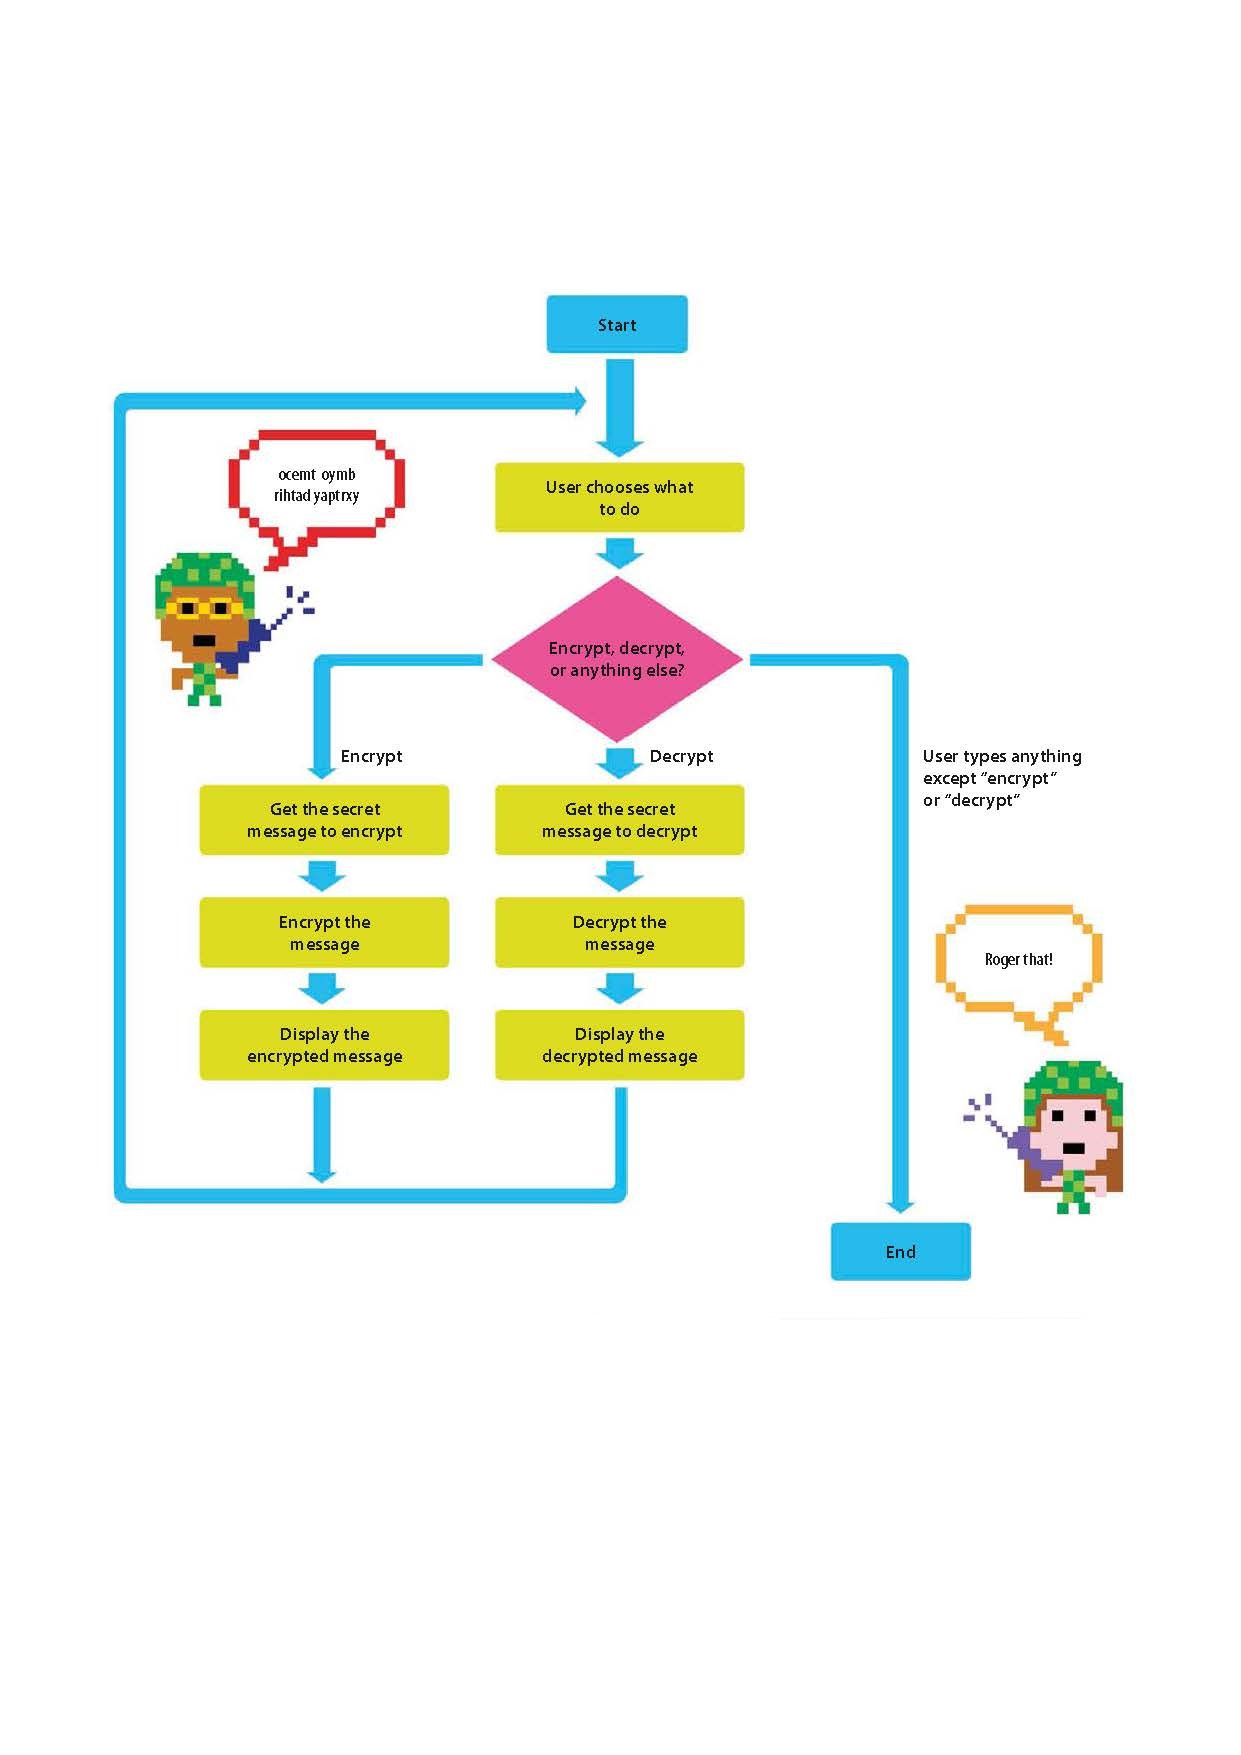 Start
ocemt oymb
rihtad yaptrxy
User chooses what
to do
Encrypt, decrypt,
or anything else?
Encrypt
Decrypt
User types anything
except “encrypt”
or “decrypt”
Get the secret
message to encrypt
Get the secret
message to decrypt
Encrypt the
message
Decrypt the
message
Roger that!
Display the
encrypted message
Display the
decrypted message
End